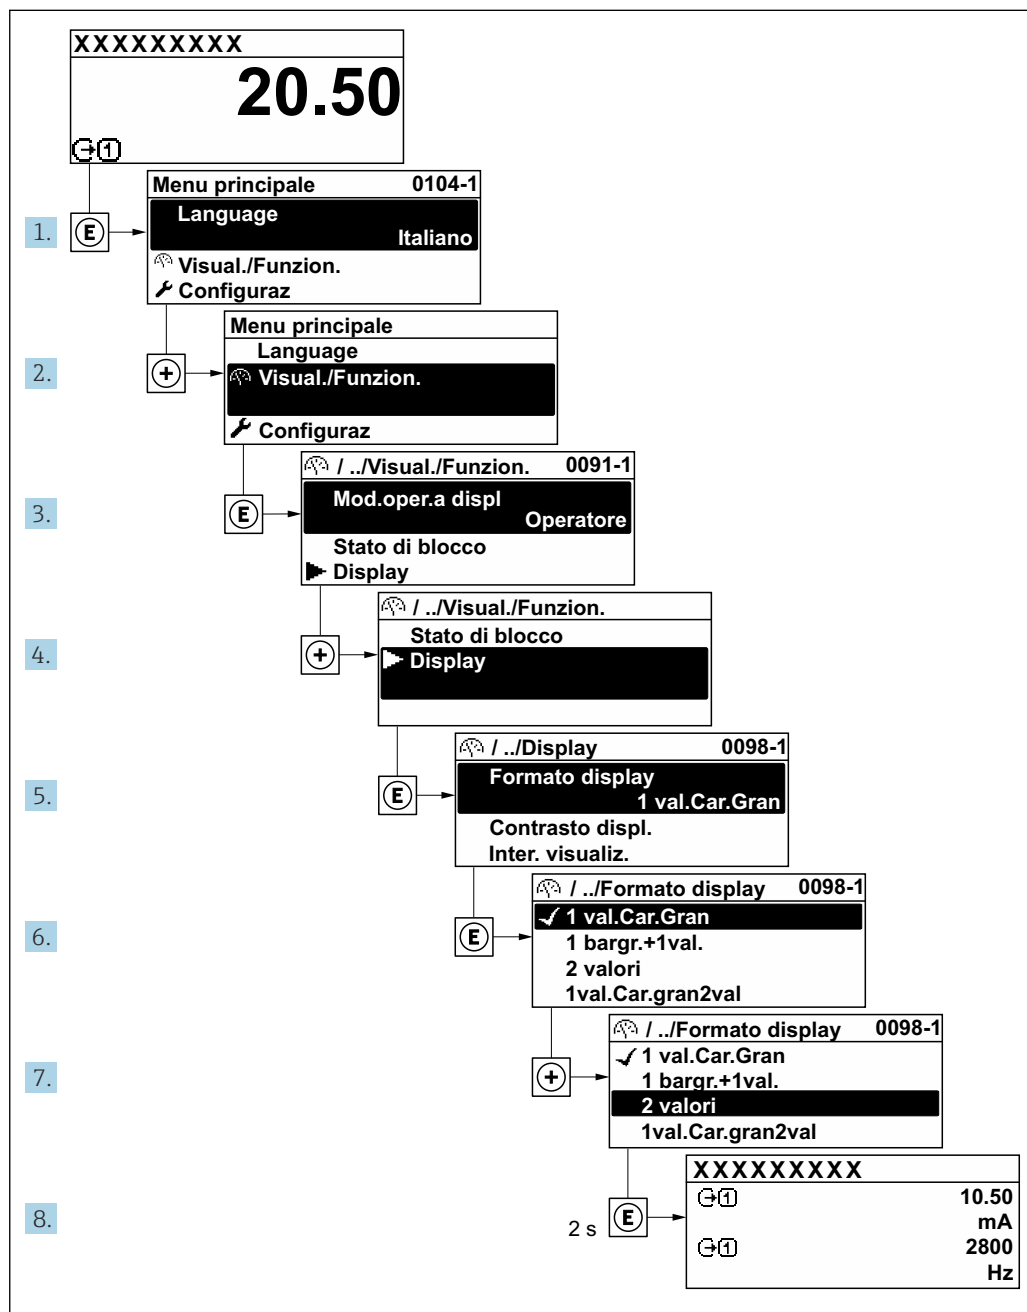 XXXXXXXXX
20.50
1
Menu principale 0104-1
1. E Language
Italiano
Visual./Funzion.
Configuraz
Menu principale
Language
2. + Visual./Funzion.
Configuraz
/ ../Visual./Funzion. 0091-1
3. E Mod.oper.a displ
Operatore
Stato di blocco
Display
/ ../Visual./Funzion.
Stato di blocco
4. + Display
/ ../Display 0098-1
5. E Formato display
1 val.Car.Gran
Contrasto displ.
Inter. visualiz.
/ ../Formato display 0098-1
6. E 1 val.Car.Gran
1 bargr.+1val.
2 valori
1val.Car.gran2val
/ ../Formato display 0098-1
7. + 1 val.Car.Gran
1 bargr.+1val.
2 valori
1val.Car.gran2val
XXXXXXXXX
8. 2 s E 1 10.50
mA
1 2800
Hz